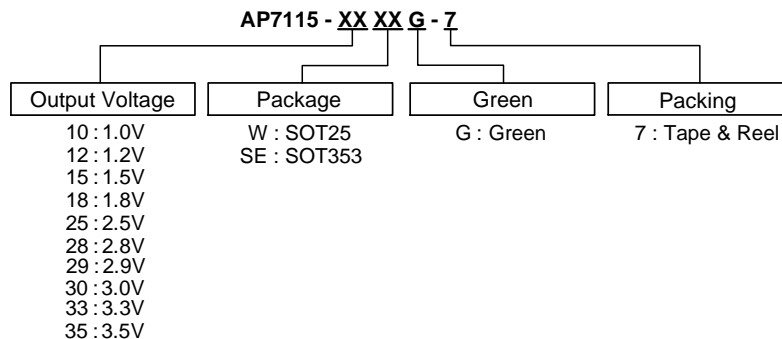 AP7115 - XX XX G - 7
Output Voltage
10 : 1.0V
12 : 1.2V
15 : 1.5V
18 : 1.8V
25 : 2.5V
28 : 2.8V
29 : 2.9V
30 : 3.0V
33 : 3.3V
35 : 3.5V
Package
W : SOT25
SE : SOT353
Green
G : Green
Packing
7 : Tape & Reel